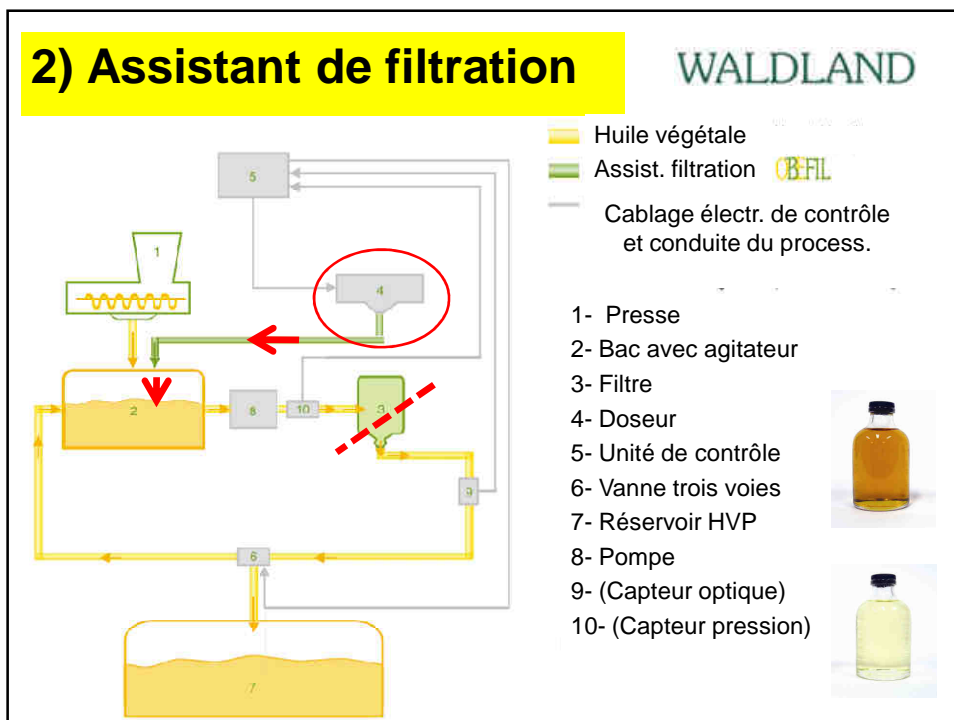 2) Assistant de filtration
WALDLAND
Huile végétale
Assist. filtration
Cablage électr. de contrôle
et conduite du process.
1- Presse
2- Bac avec agitateur
3- Filtre
4- Doseur
5- Unité de contrôle
6- Vanne trois voies
7- Réservoir HVP
8- Pompe
9- (Capteur optique)
10- (Capteur pression)
5
1
4
2
8
10
3
9
6
7